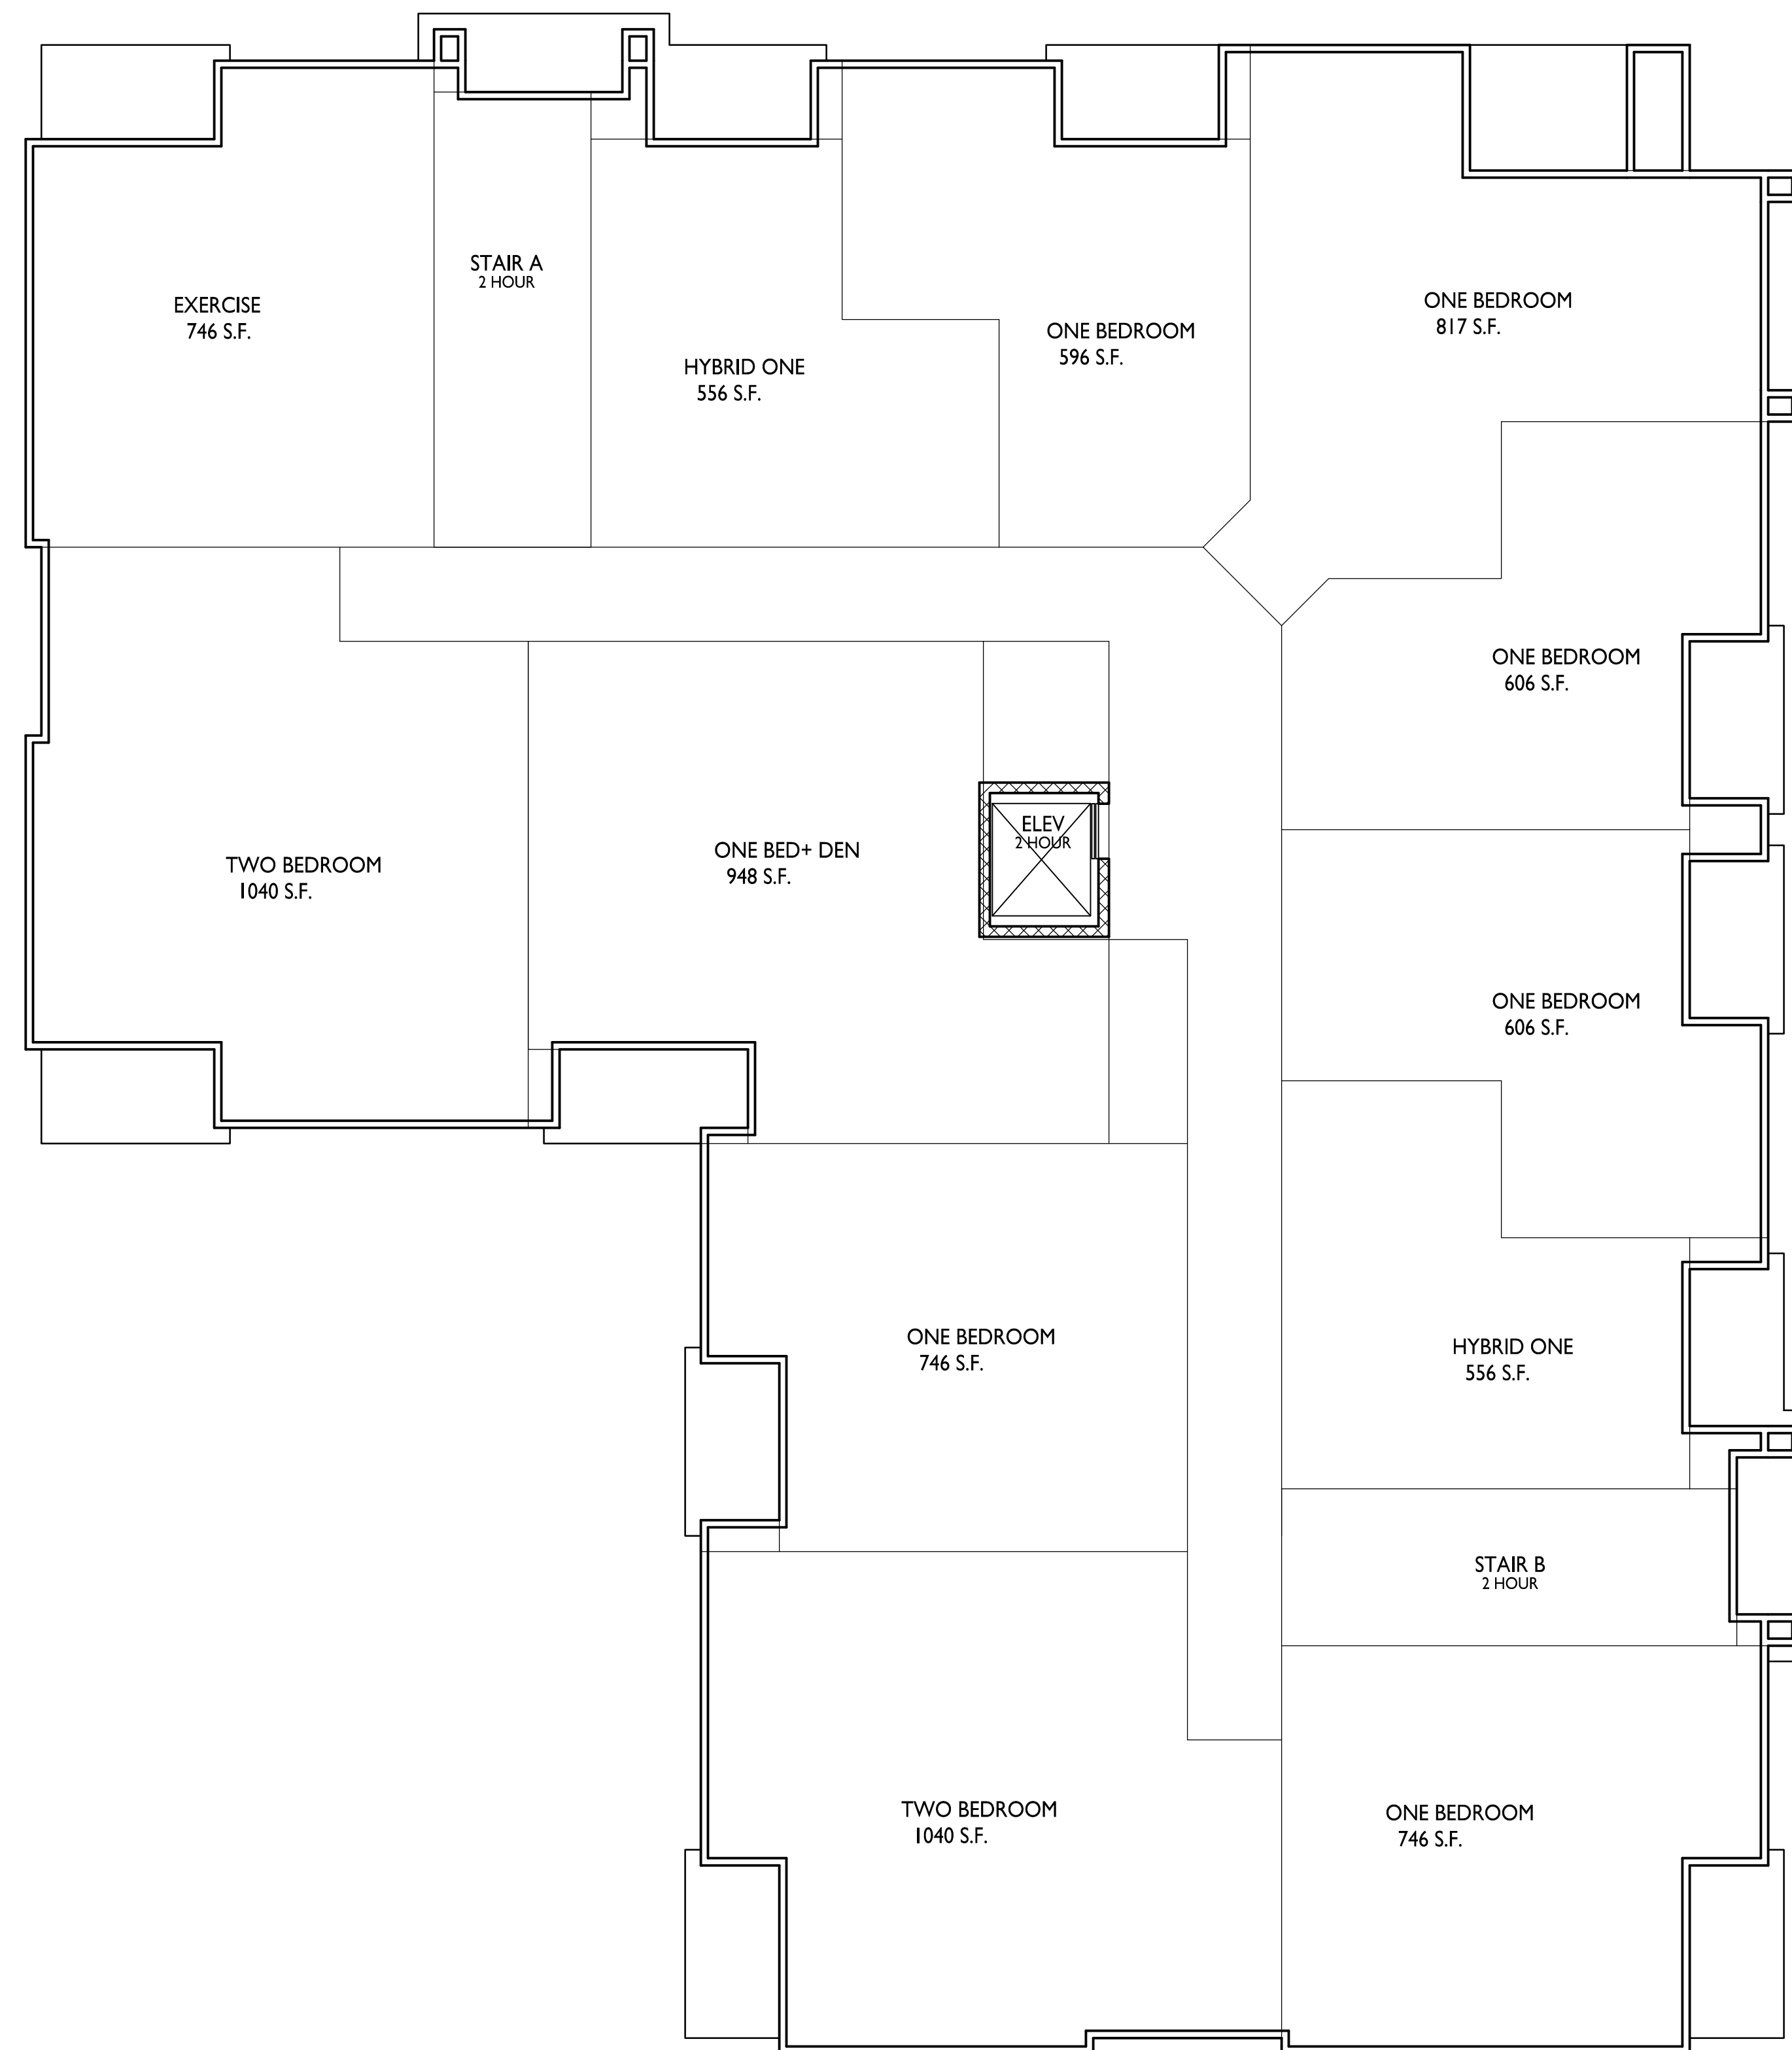 STAIR A
2 HOUR
EXERCISE
746 S.F.
HYBRID ONE
556 S.F.
ONE BEDROOM
596 S.F.
ONE BEDROOM
817 S.F.
ONE BEDROOM
606 S.F.
TWO BEDROOM
1040 S.F.
ONE BED+ DEN
948 S.F.
ELEV
2 HOUR
ONE BEDROOM
606 S.F.
ONE BEDROOM
746 S.F.
HYBRID ONE
556 S.F.
STAIR B
2 HOUR
TWO BEDROOM
1040 S.F.
ONE BEDROOM
746 S.F.